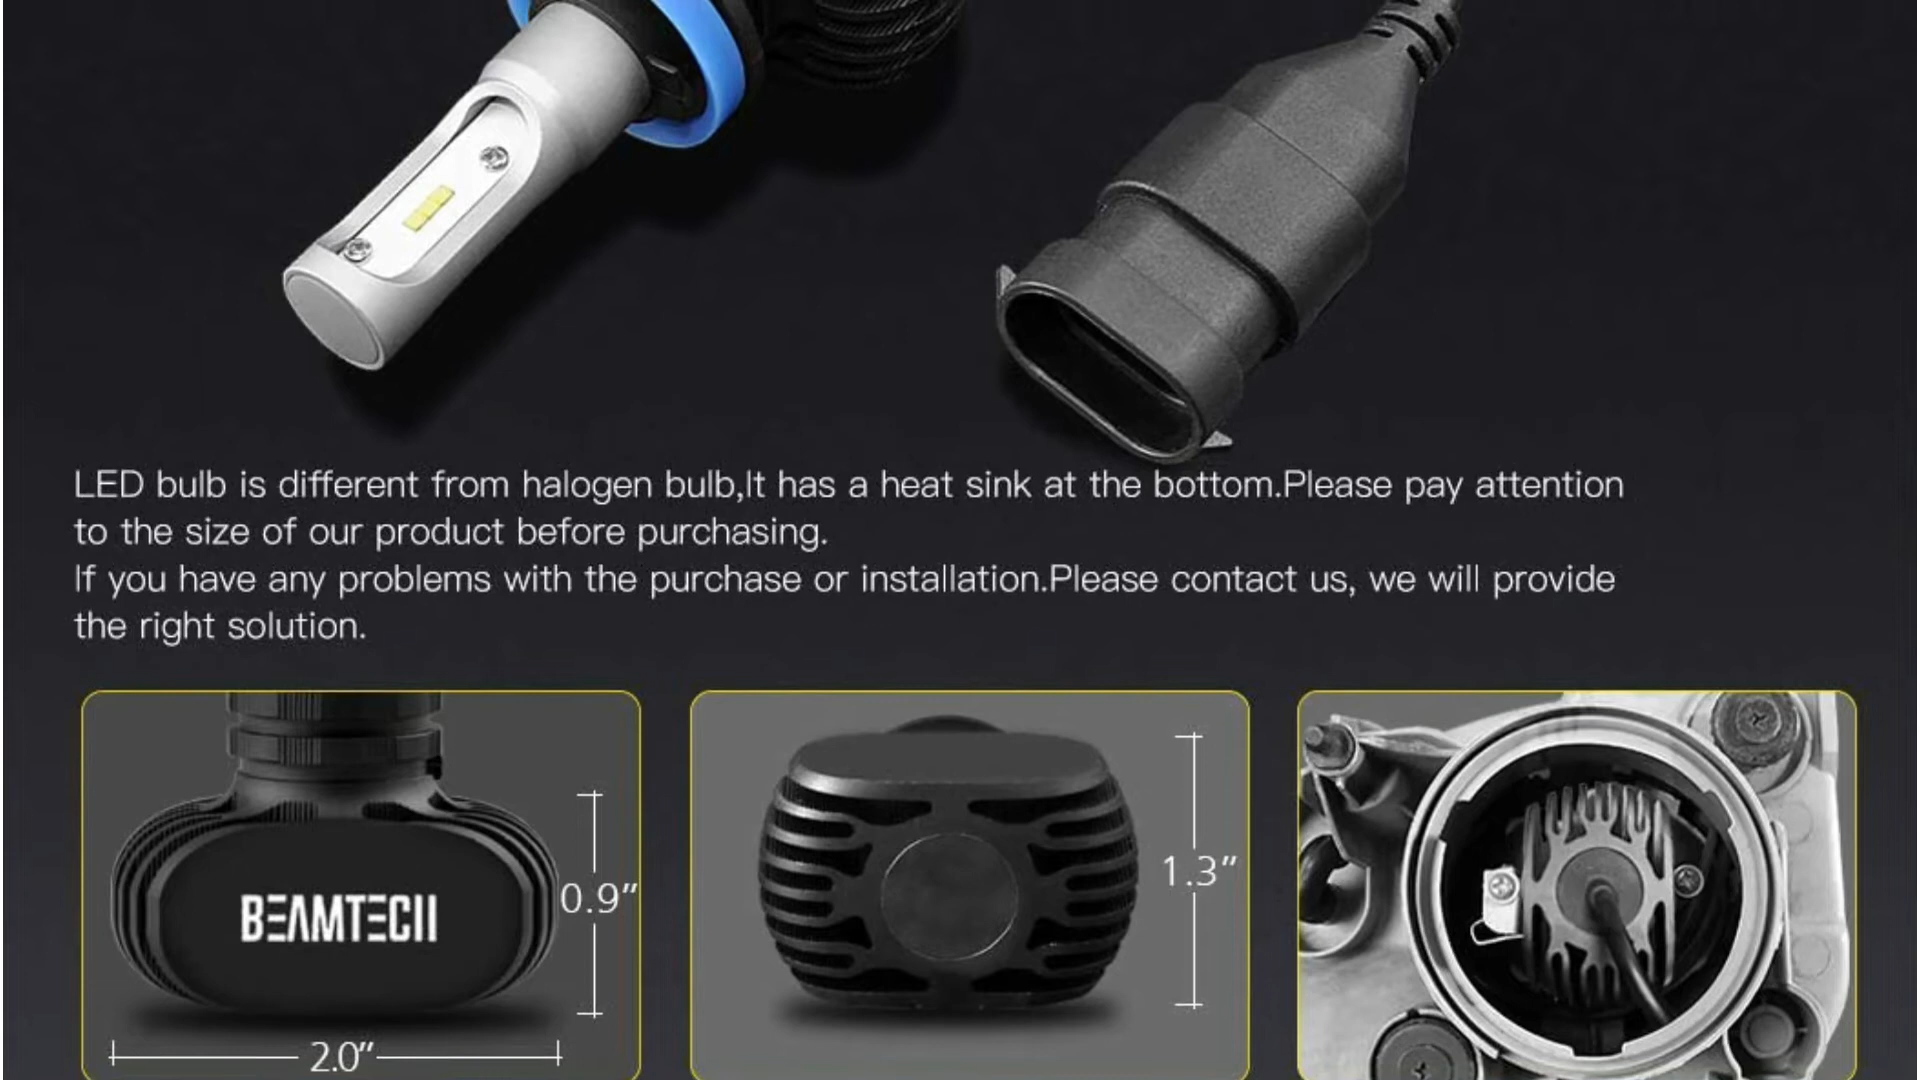 LED bulb is different from halogen bulb,It has a heat sink at the bottom.Please pay attention
to the size of our product before purchasing.
If you have any problems with the purchase or installation.Please contact us, we will provide
the right solution.
BEAMTECH
0.9″
2.0″
1.3″